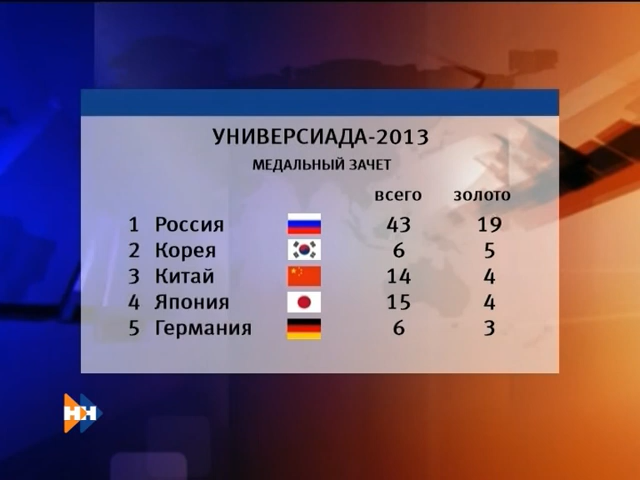 УНИВЕРСИАДА-2013
МЕДАЛЬНЫЙ ЗАЧЕТ
всего золото
1 Россия 43 19
2 Корея 6 5
3 Китай 14 4
4 Япония 15 4
5 Германия 6 3
НН